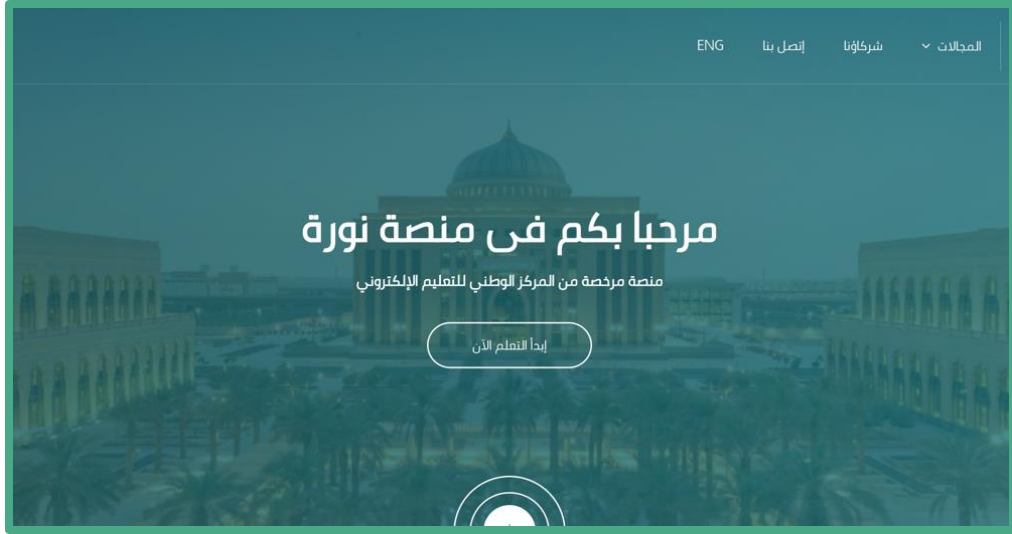 المجالات شركاؤنا إتصل بنا ENG
مرحبا بكم فى منصة نورة
منصة مرخصة من المركز الوطني للتعليم الإلكتروني
إبدأ التعلم الآن